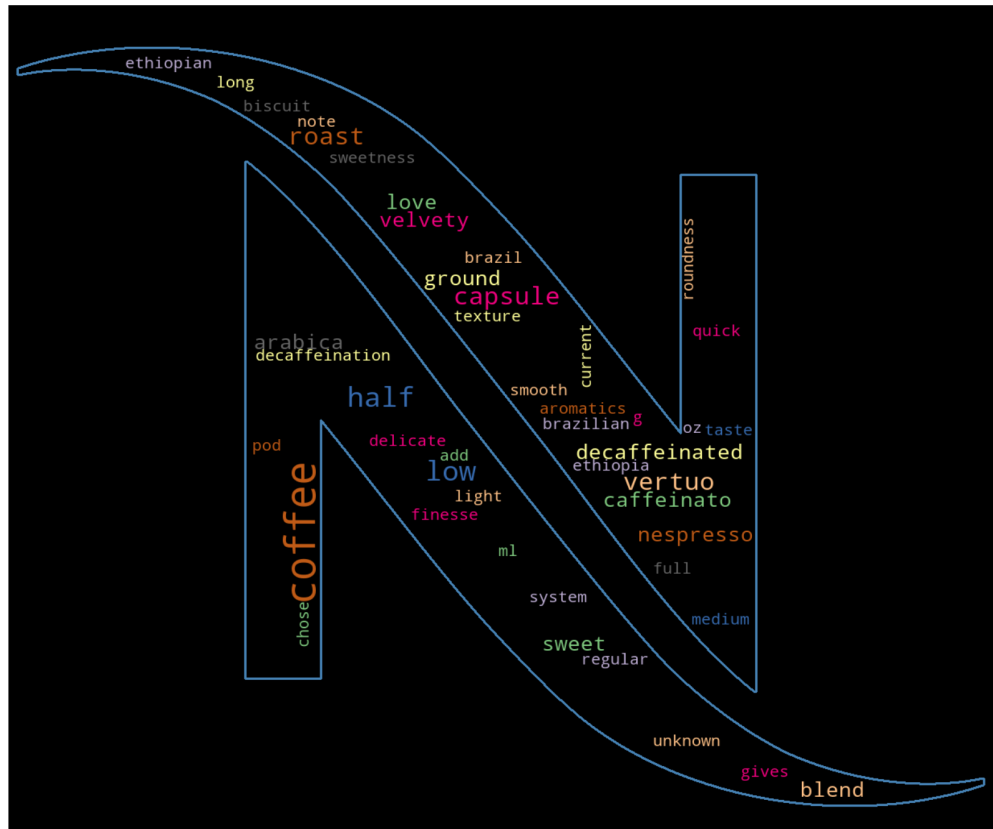 ethiopian
long
biscuit
note
roast
sweetness
love
velvety
roundness
brazil
ground
capsule
texture
quick
current
arabica
decaffeination
half
smooth
aromatics
brazilian g
oz taste
pod
delicate
add
low
decaffeinated
ethiopia
vertuo
caffeinato
light
finesse
coffee
nespresso
ml
full
system
chose
medium
sweet
regular
unknown
gives
blend